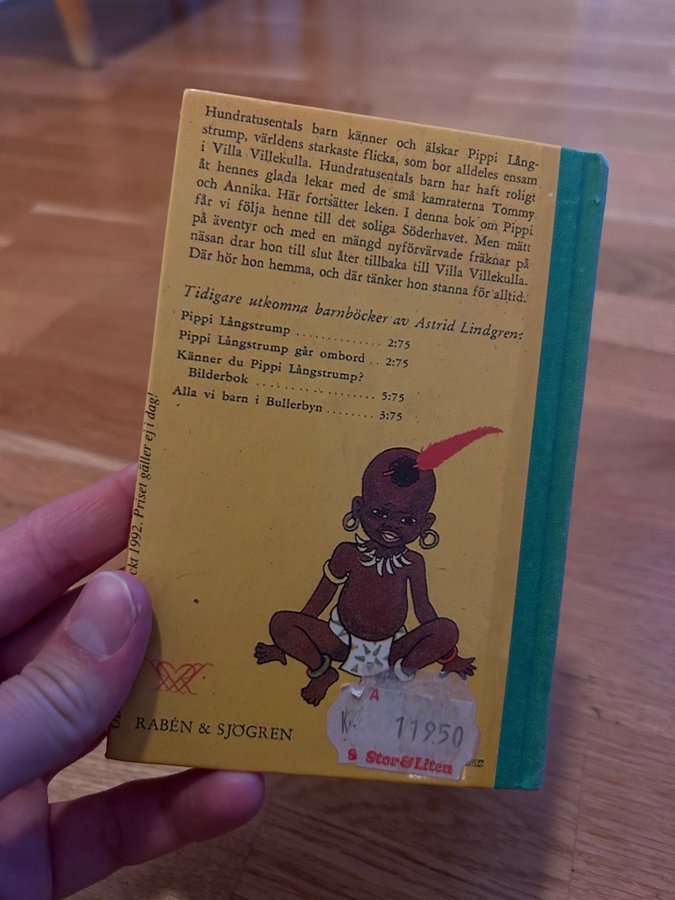 Hundratusentals barn känner och älskar Pippi Lång-
strump, världens starkaste flicka, som bor alldeles ensam
i Villa Villekulla. Hundratusentals barn har haft roligt
åt hennes glada lekar med de små kamraterna Tommy
och Annika. Här fortsätter leken. I denna bok om Pippi
får vi följa henne till det soliga Söderhavet. Men mätt
på äventyr och med en mängd nyförvärvade fräknar på
näsan drar hon till slut åter tillbaka till Villa Villekulla.
Där hör hon hemma, och där tänker hon stanna för alltid.
Tidigare utkomna barnböcker av Astrid Lindgren:
Pippi Långstrump .............. 2:75
Pippi Långstrump går ombord .. 2:75
Känner du Pippi Långstrump?
Bilderbok .................. 5:75
Alla vi barn i Bullerbyn ........ 3:75
1992. Priset gäller ej i dag!
RABÉN & SJÖGREN
A
K 11950
S Stor&Liten